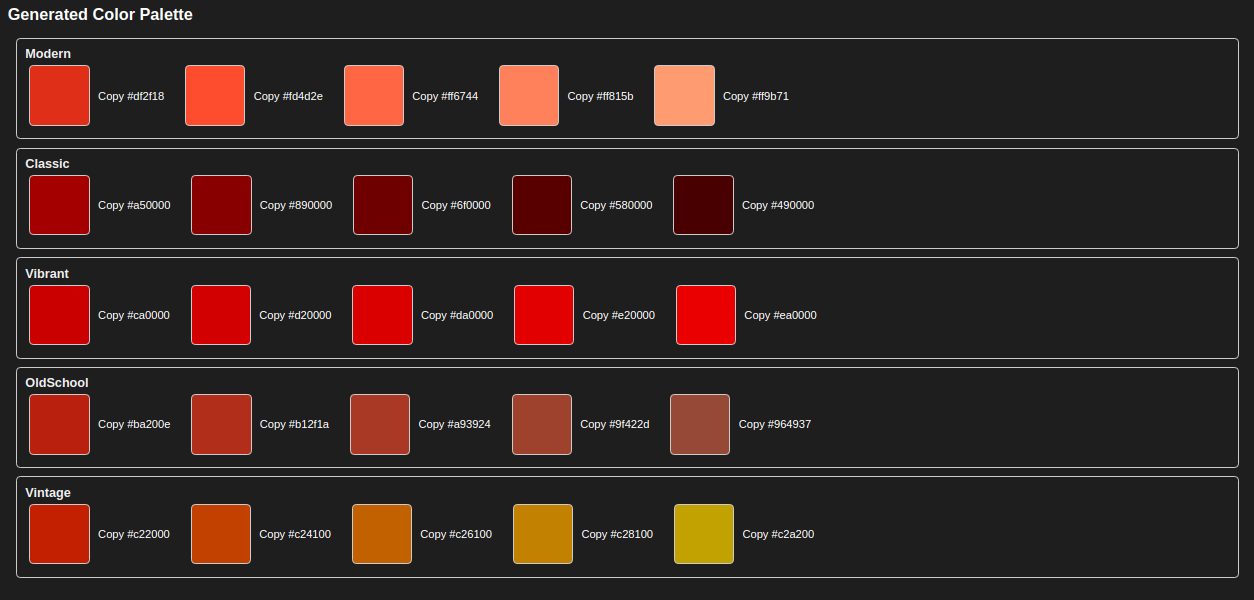 Generated Color Palette
Modern
Copy #df2f18 Copy #fd4d2e Copy #ff6744 Copy #ff815b Copy #ff9b71
Classic
Copy #a50000 Copy #890000 Copy #6f0000 Copy #580000 Copy #490000
Vibrant
Copy #ca0000 Copy #d20000 Copy #da0000 Copy #e20000 Copy #ea0000
OldSchool
Copy #ba200e Copy #b12f1a Copy #a93924 Copy #9f422d Copy #964937
Vintage
Copy #c22000 Copy #c24100 Copy #c26100 Copy #c28100 Copy #c2a200